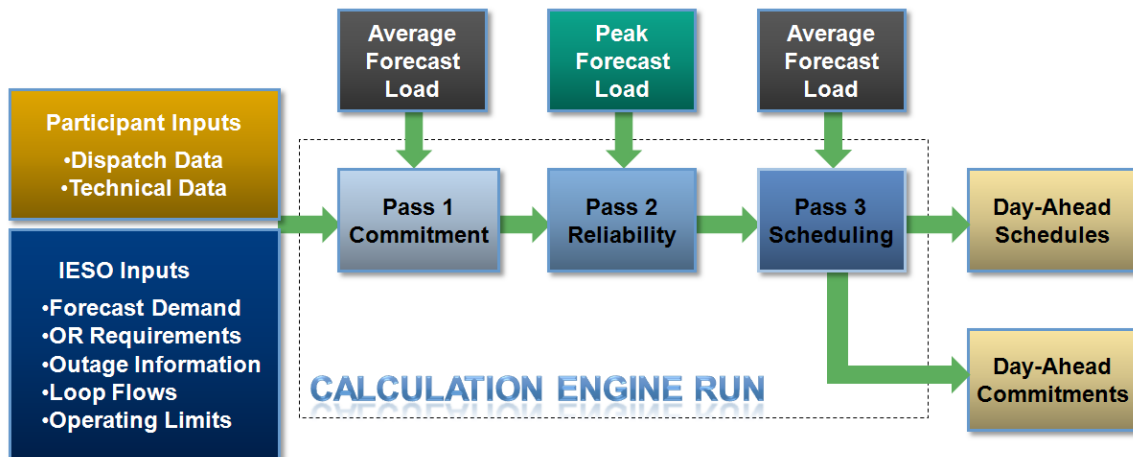 Average
Forecast
Load
Peak
Forecast
Load
Average
Forecast
Load
Participant Inputs
•Dispatch Data
•Technical Data
IESO Inputs
•Forecast Demand
•OR Requirements
•Outage Information
•Loop Flows
•Operating Limits
Pass 1
Commitment
Pass 2
Reliability
Pass 3
Scheduling
Day-Ahead
Schedules
Day-Ahead
Commitments
CALCULATION ENGINE RUN